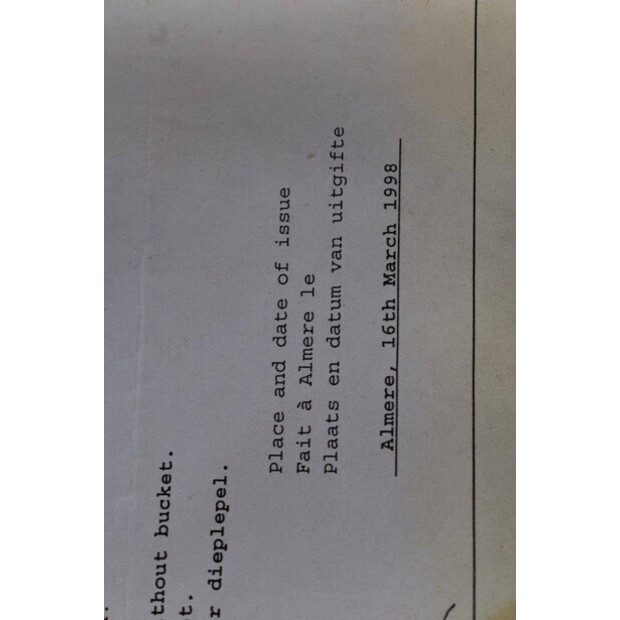 Place and date of issue
Fait à Almere le
Plaats en datum van uitgifte
Almere, 16th March 1998
thout bucket.
t.
r dieplepel.